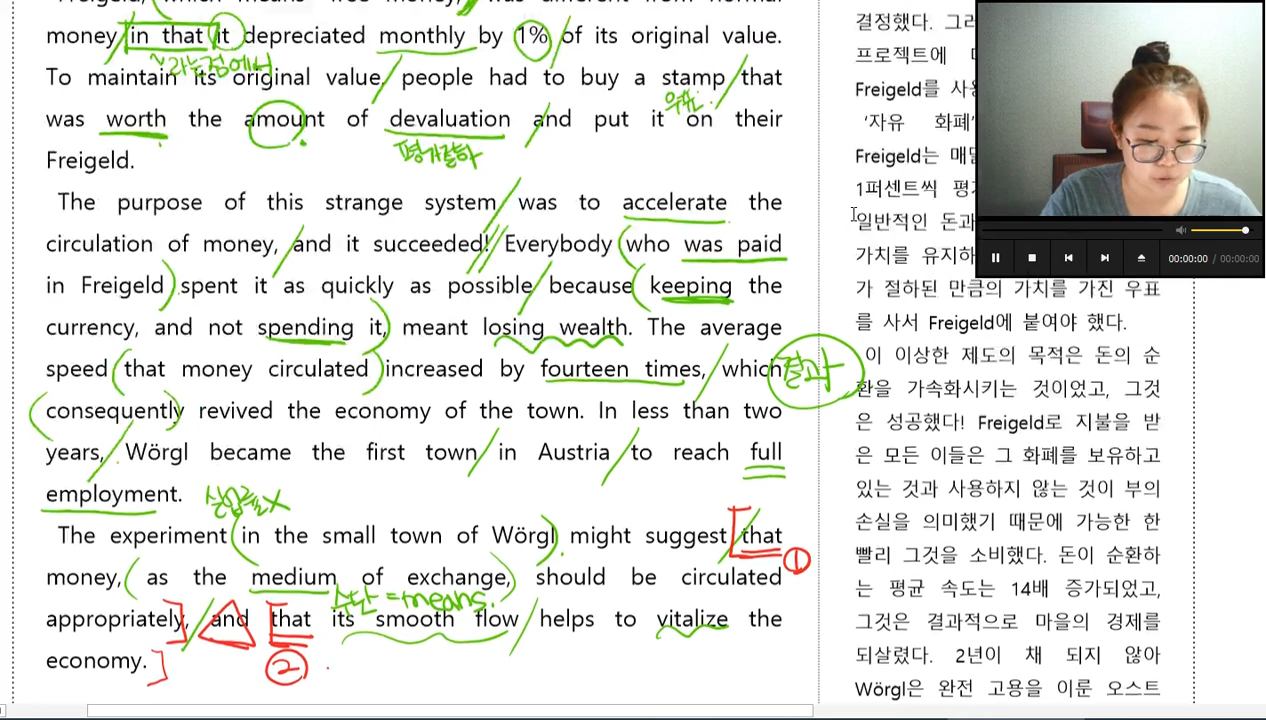 Freigeld, which means "free money," was different from normal
money in that it depreciated monthly by 1% of its original value.
~라는점에서
To maintain its original value, people had to buy a stamp that
우표
was worth the amount of devaluation and put it on their
평가절하
Freigeld.
The purpose of this strange system was to accelerate the
circulation of money, and it succeeded! Everybody who was paid
in Freigeld spent it as quickly as possible because keeping the
currency, and not spending it, meant losing wealth. The average
speed that money circulated increased by fourteen times, which
결과
consequently revived the economy of the town. In less than two
years, Wörgl became the first town in Austria to reach full
employment.
실업률X
The experiment in the small town of Wörgl might suggest that
①
money, as the medium of exchange, should be circulated
수단 =means.
appropriately, and that its smooth flow helps to vitalize the
economy.
②
결정했다. 그러
프로젝트에
Freigeld를 사용
‘자유 화폐’
Freigeld는 매달
1퍼센트씩 평가
일반적인 돈과
가치를 유지하
가 절하된 만큼의 가치를 가진 우표
를 사서 Freigeld에 붙여야 했다.
이 이상한 제도의 목적은 돈의 순
환을 가속화시키는 것이었고, 그것
은 성공했다! Freigeld로 지불을 받
은 모든 이들은 그 화폐를 보유하고
있는 것과 사용하지 않는 것이 부의
손실을 의미했기 때문에 가능한 한
빨리 그것을 소비했다. 돈이 순환하
는 평균 속도는 14배 증가되었고,
그것은 결과적으로 마을의 경제를
되살렸다. 2년이 채 되지 않아
Wörgl은 완전 고용을 이룬 오스트
00:00:00 / 00:00:00